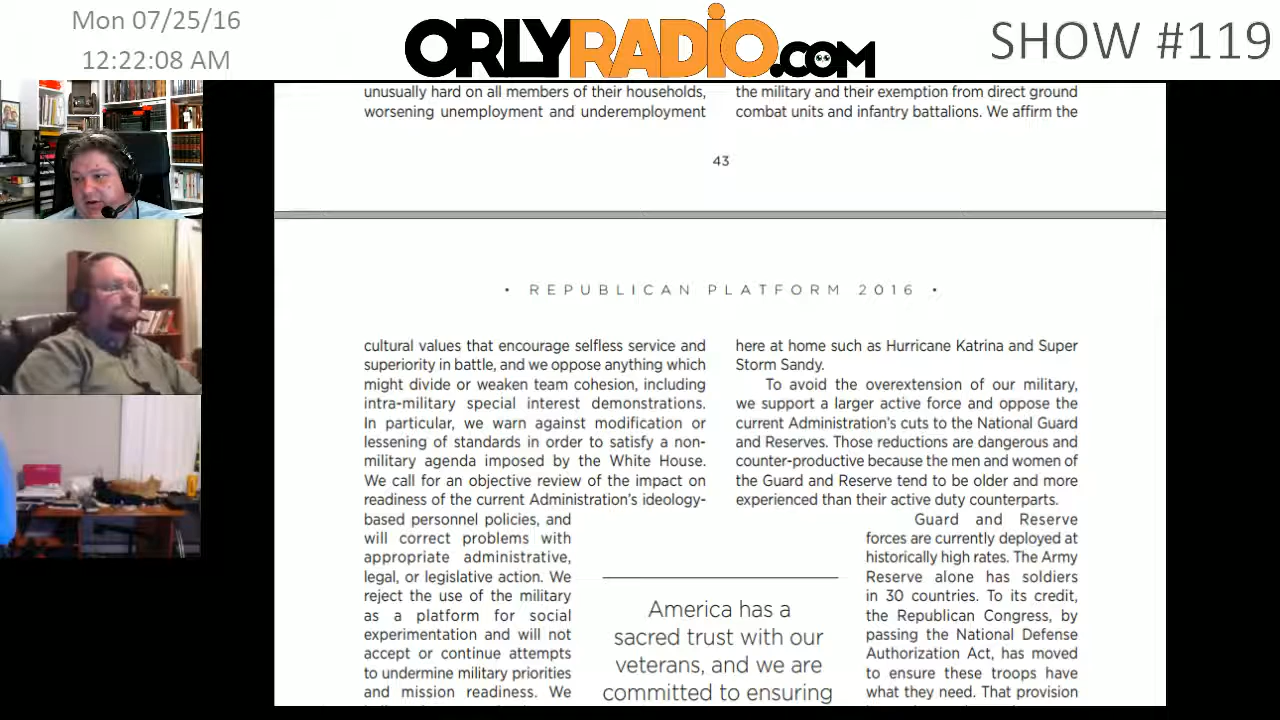 Mon 07/25/16
12:22:08 AM
ORLYRADIO.COM
SHOW #119
unusually hard on all members of their households,
worsening unemployment and underemployment
the military and their exemption from direct ground
combat units and infantry battalions. We affirm the
43
• REPUBLICAN PLATFORM 2016 •
cultural values that encourage selfless service and
superiority in battle, and we oppose anything which
might divide or weaken team cohesion, including
intra-military special interest demonstrations.
In particular, we warn against modification or
lessening of standards in order to satisfy a non-
military agenda imposed by the White House.
We call for an objective review of the impact on
readiness of the current Administration's ideology-
based personnel policies, and
will correct problems with
appropriate administrative,
legal, or legislative action. We
reject the use of the military
as a platform for social
experimentation and will not
accept or continue attempts
to undermine military priorities
and mission readiness. We
America has a
sacred trust with our
veterans, and we are
committed to ensuring
here at home such as Hurricane Katrina and Super
Storm Sandy.
To avoid the overextension of our military,
we support a larger active force and oppose the
current Administration's cuts to the National Guard
and Reserves. Those reductions are dangerous and
counter-productive because the men and women of
the Guard and Reserve tend to be older and more
experienced than their active duty counterparts.
Guard and Reserve
forces are currently deployed at
historically high rates. The Army
Reserve alone has soldiers
in 30 countries. To its credit,
the Republican Congress, by
passing the National Defense
Authorization Act, has moved
to ensure these troops have
what they need. That provision